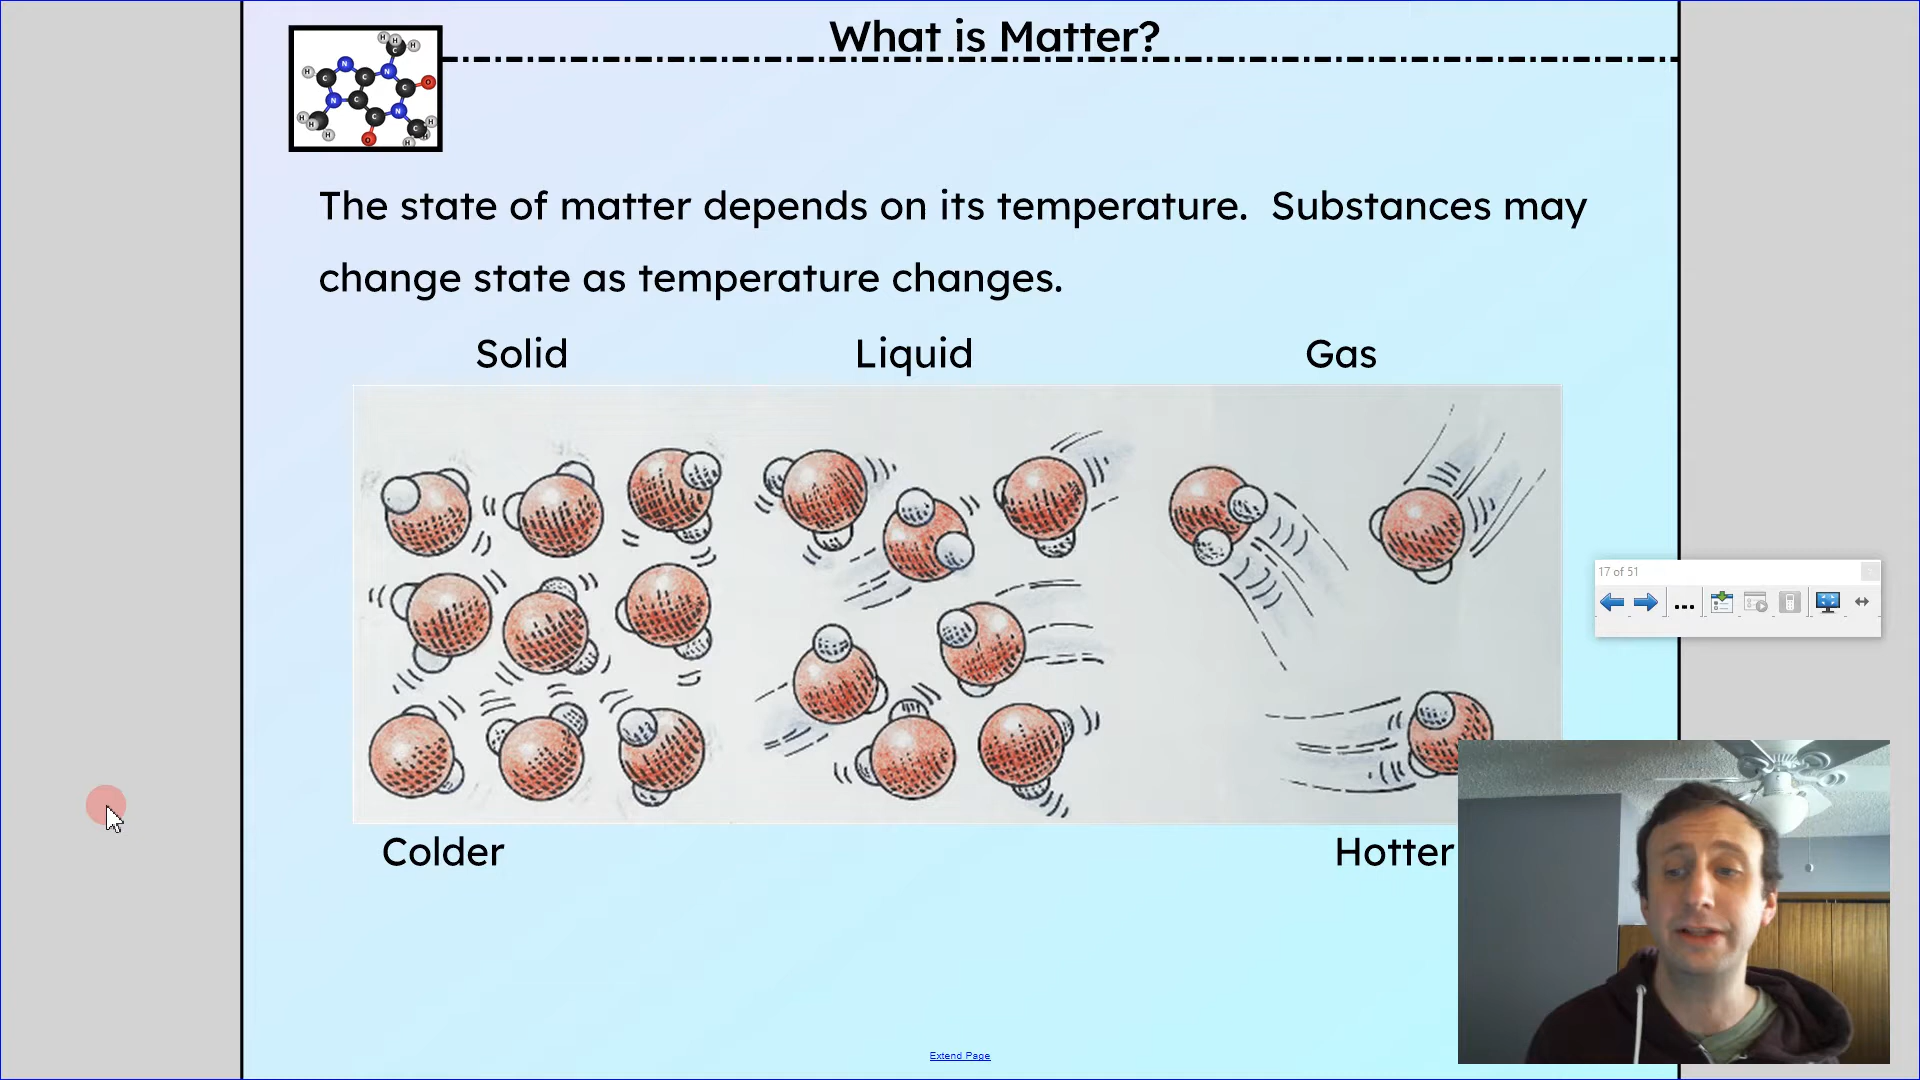 What is Matter?
The state of matter depends on its temperature. Substances may
change state as temperature changes.
Solid Liquid Gas
17 of 51
Colder Hotter
Extend Page